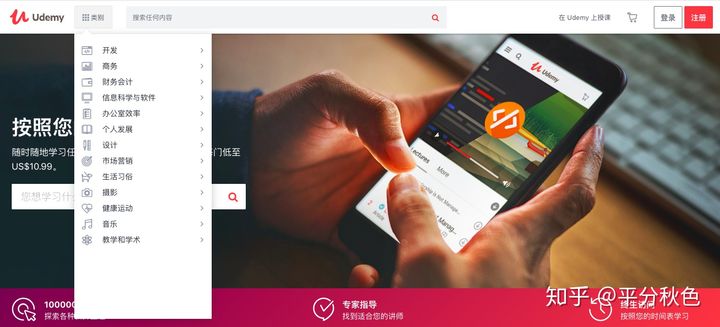 Udemy
类别
搜索任何内容
在 Udemy 上授课
登录
注册
开发
商务
财务会计
信息科学与软件
办公室效率
个人发展
设计
市场营销
生活习俗
摄影
健康运动
音乐
教学和学术
按照您
随时随地学习任
门低至
US$10.99。
您想学习什
Udemy
Lectures
More
100000
探索各种
专家指导
找到适合您的讲师
终生访问
按照您的时间表学习
知乎 @平分秋色